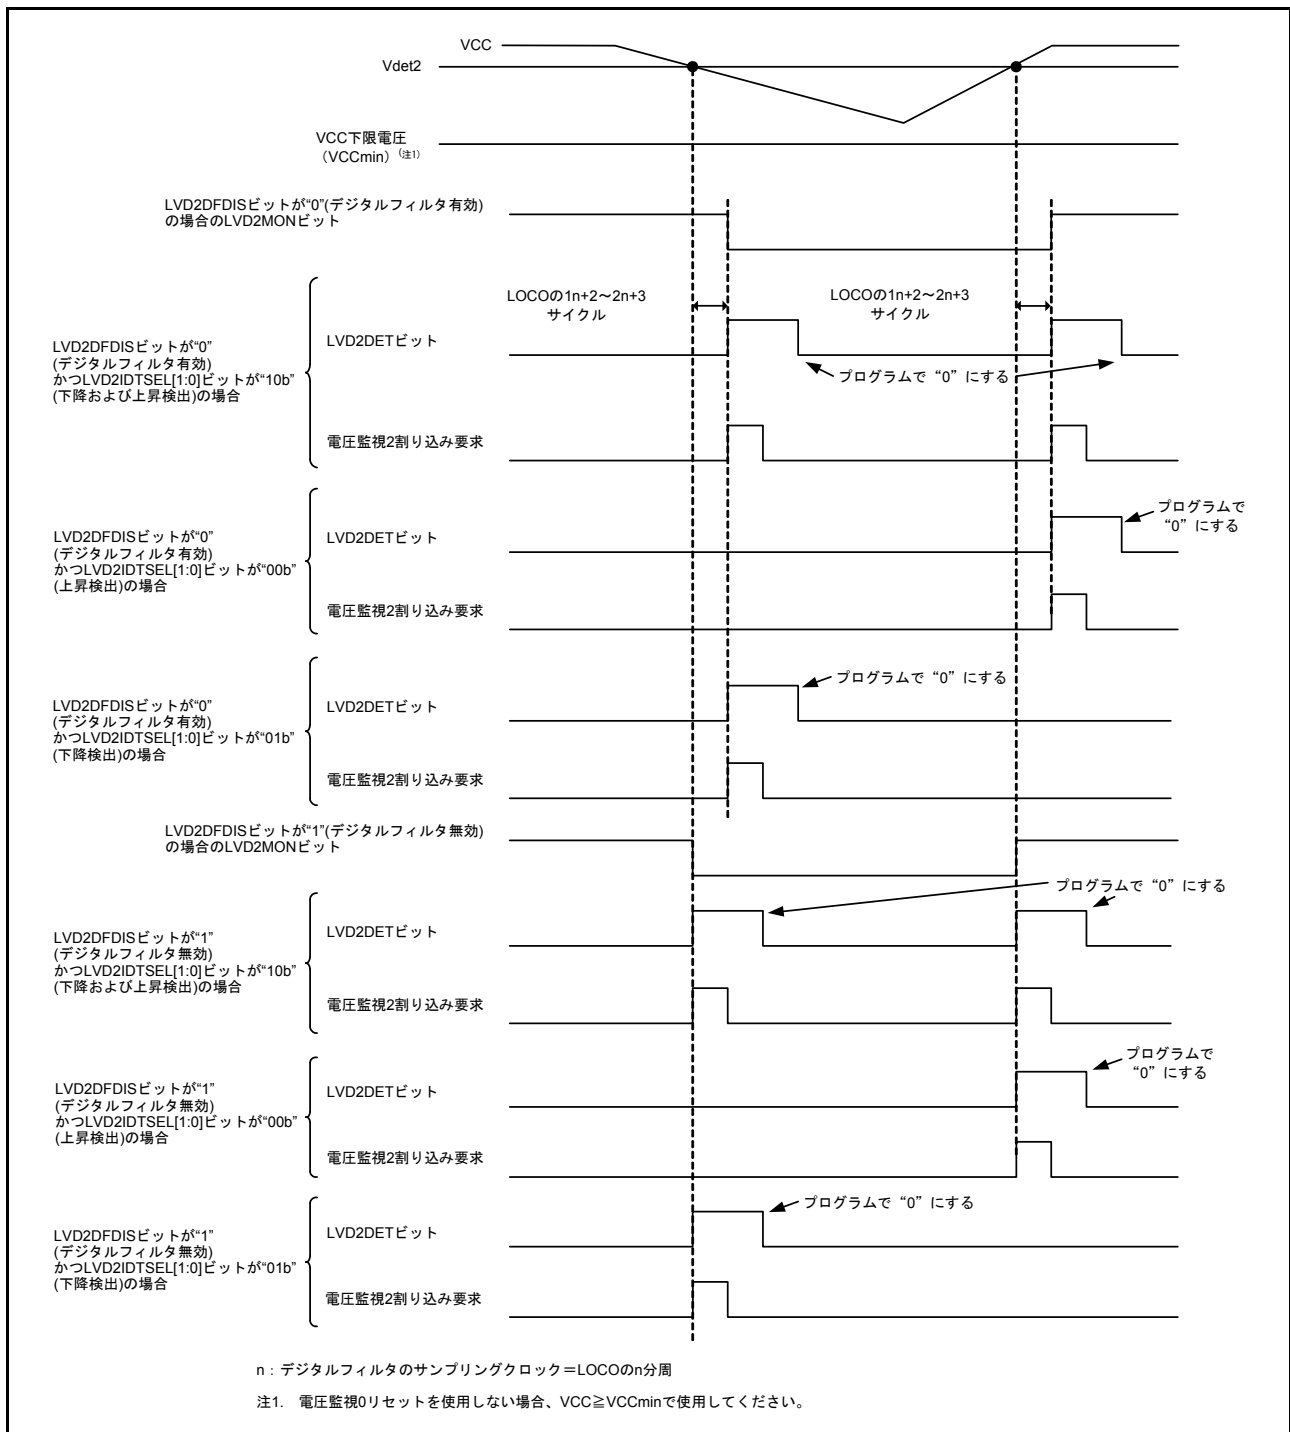 VCC
Vdet2
VCC下限電圧
（VCCmin）(注1)
LVD2DFDISビットが“0”(デジタルフィルタ有効)
の場合のLVD2MONビット
LOCOの1n+2～2n+3
サイクル
LOCOの1n+2～2n+3
サイクル
LVD2DFDISビットが“0”
(デジタルフィルタ有効)
かつLVD2IDTSEL[1:0]ビットが“10b”
(下降および上昇検出)の場合
LVD2DETビット
プログラムで“0”にする
電圧監視2割り込み要求
LVD2DFDISビットが“0”
(デジタルフィルタ有効)
かつLVD2IDTSEL[1:0]ビットが“00b”
(上昇検出)の場合
LVD2DETビット
プログラムで
“0”にする
電圧監視2割り込み要求
LVD2DFDISビットが“0”
(デジタルフィルタ有効)
かつLVD2IDTSEL[1:0]ビットが“01b”
(下降検出)の場合
LVD2DETビット
プログラムで“0”にする
電圧監視2割り込み要求
LVD2DFDISビットが“1”(デジタルフィルタ無効)
の場合のLVD2MONビット
LVD2DFDISビットが“1”
(デジタルフィルタ無効)
かつLVD2IDTSEL[1:0]ビットが“10b”
(下降および上昇検出)の場合
LVD2DETビット
プログラムで“0”にする
電圧監視2割り込み要求
LVD2DFDISビットが“1”
(デジタルフィルタ無効)
かつLVD2IDTSEL[1:0]ビットが“00b”
(上昇検出)の場合
LVD2DETビット
プログラムで
“0”にする
電圧監視2割り込み要求
LVD2DFDISビットが“1”
(デジタルフィルタ無効)
かつLVD2IDTSEL[1:0]ビットが“01b”
(下降検出)の場合
LVD2DETビット
プログラムで“0”にする
電圧監視2割り込み要求
n：デジタルフィルタのサンプリングクロック＝LOCOのn分周
注1. 電圧監視0リセットを使用しない場合、VCC≧VCCminで使用してください。